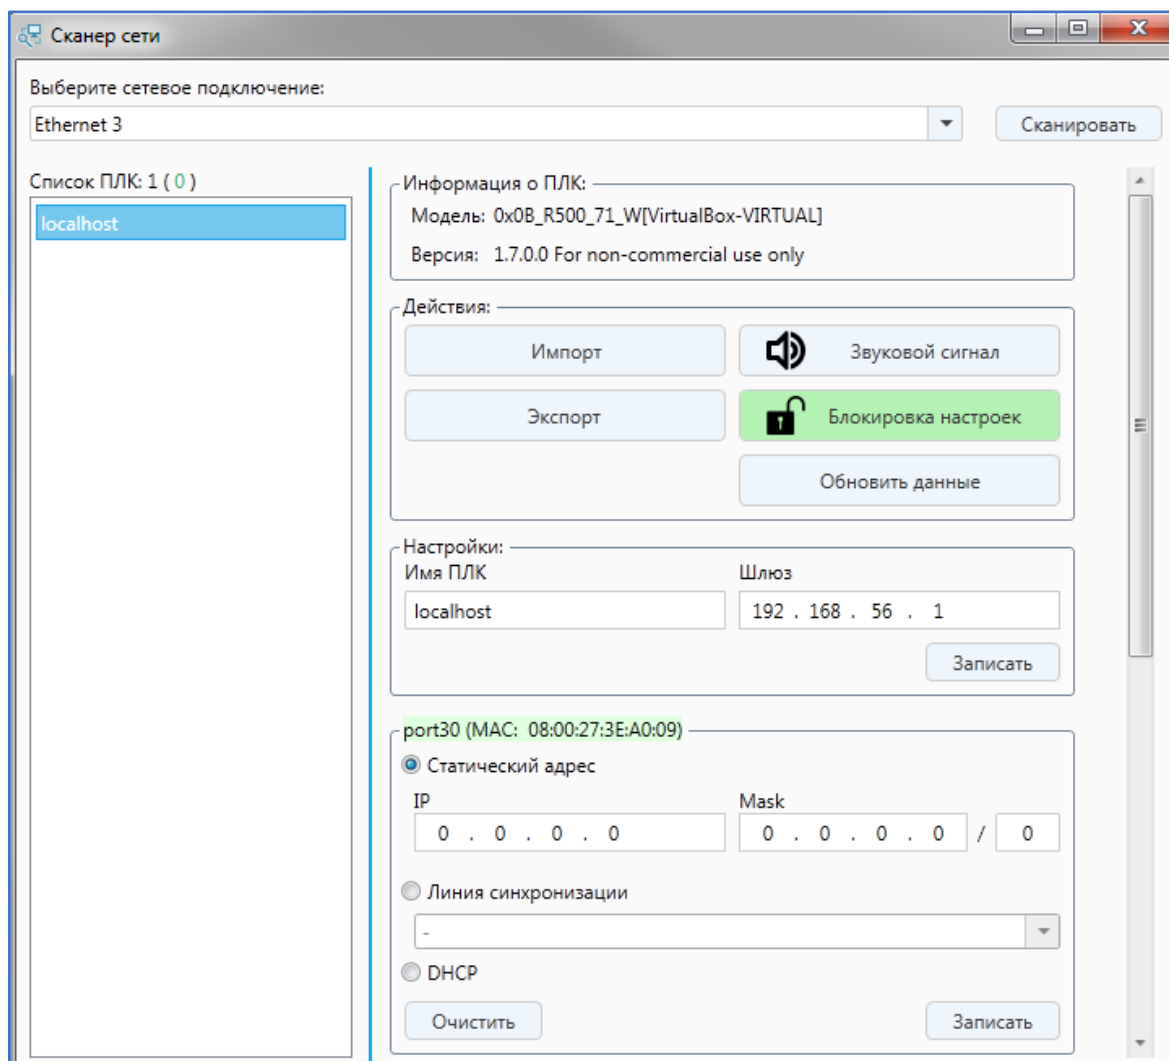 Сканер сети
Выберите сетевое подключение:
Ethernet 3
Сканировать
Список ПЛК: 1 ( 0 )
localhost
Информация о ПЛК:
Модель: 0x0B_R500_71_W[VirtualBox-VIRTUAL]
Версия: 1.7.0.0 For non-commercial use only
Действия:
Импорт
Звуковой сигнал
Экспорт
Блокировка настроек
Обновить данные
Настройки:
Имя ПЛК
Шлюз
localhost
192 . 168 . 56 . 1
Записать
port30 (MAC: 08:00:27:3E:A0:09)
Статический адрес
IP
Mask
0 . 0 . 0 . 0
0 . 0 . 0 . 0 / 0
Линия синхронизации
-
DHCP
Очистить
Записать